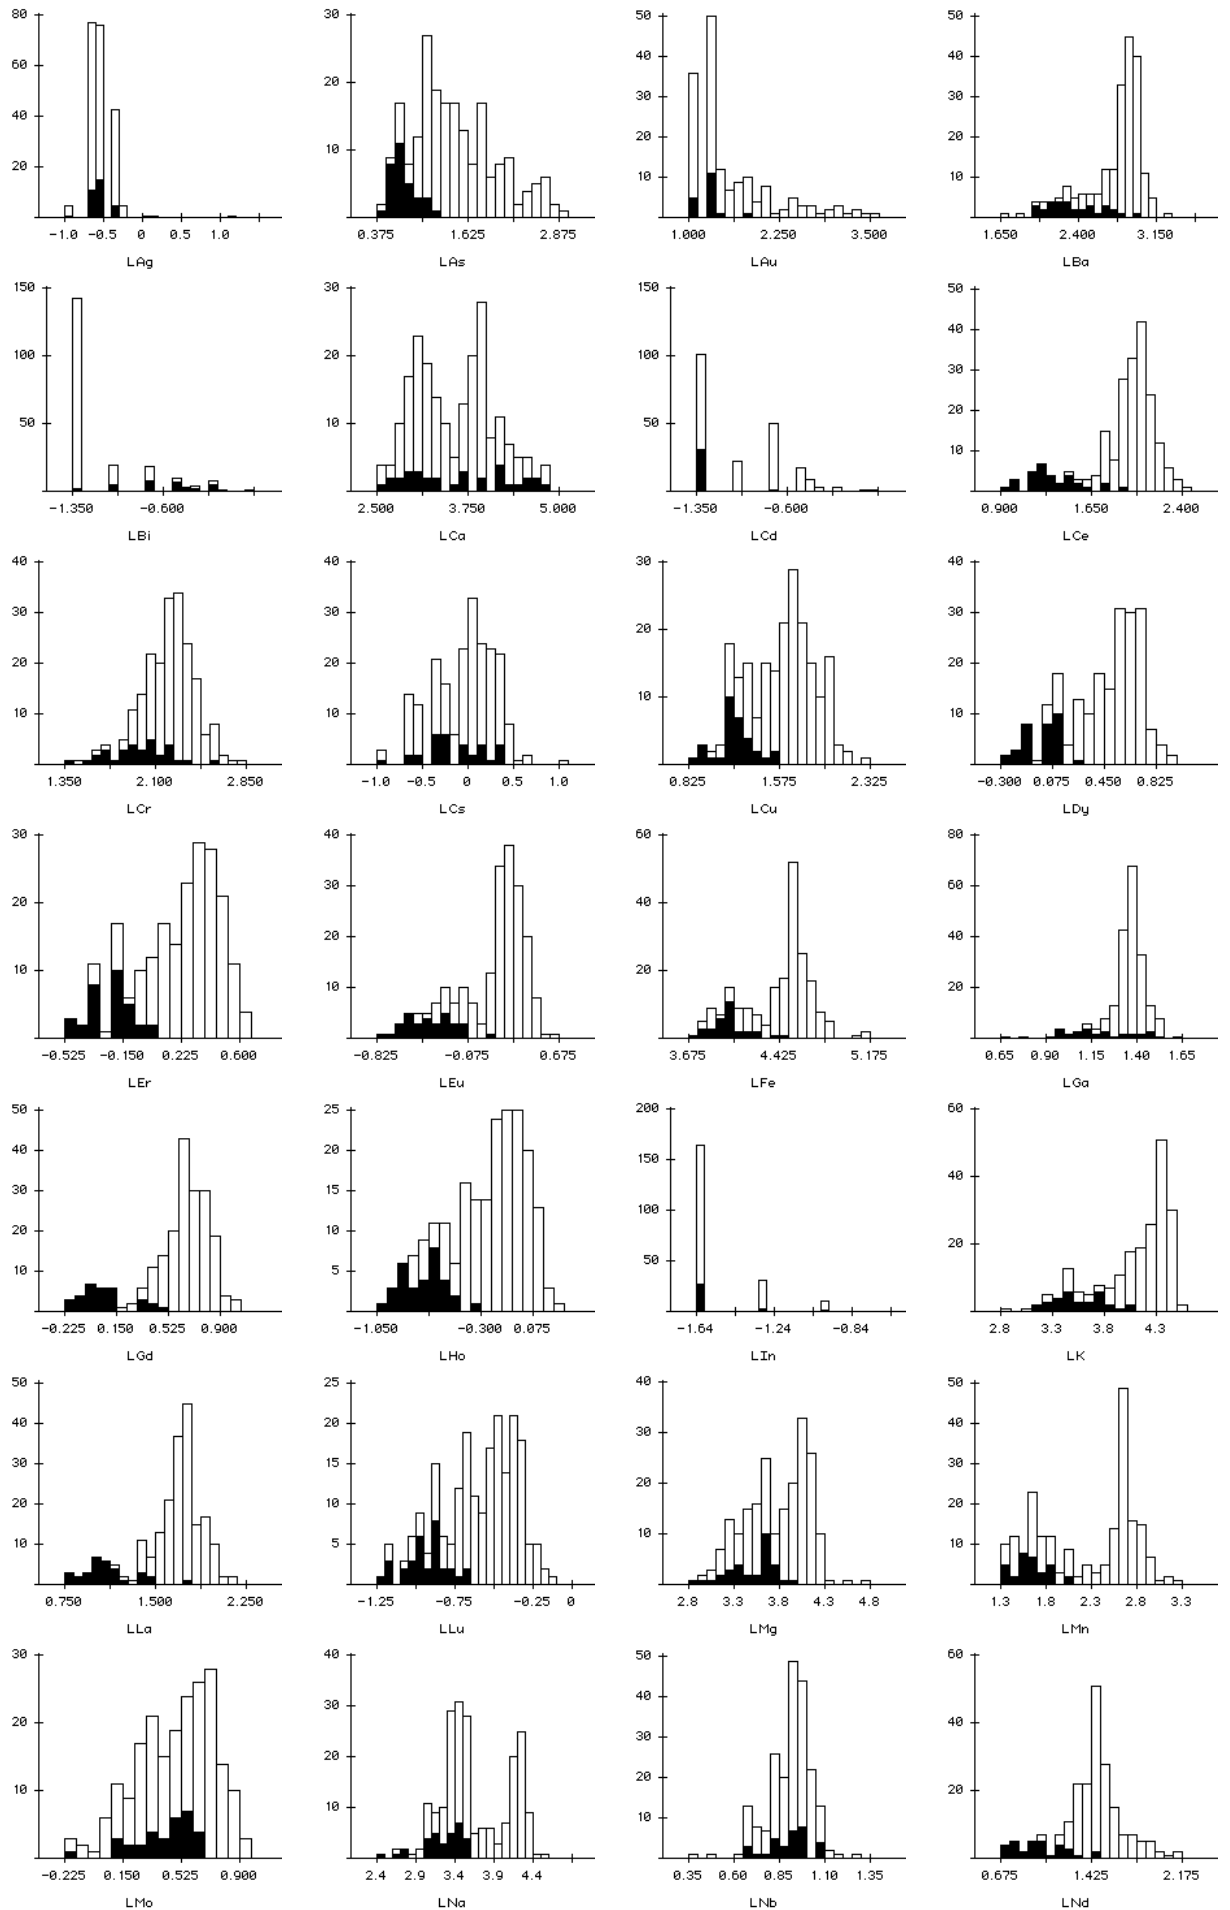 80 60 40 20
-1.0 -0.5 0 0.5 1.0
LAg
30 20 10
0.375 1.625 2.875
LAs
50 40 30 20 10
1.000 2.250 3.500
LAu
50 40 30 20 10
1.650 2.400 3.150
LBa
150 100 50
-1.350 -0.600
LBi
30 20 10
2.500 3.750 5.000
LCa
150 100 50
-1.350 -0.600
LCd
50 40 30 20 10
0.900 1.650 2.400
LCe
40 30 20 10
1.350 2.100 2.850
LCr
40 30 20 10
-1.0 -0.5 0 0.5 1.0
LCs
30 20 10
0.825 1.575 2.325
LCu
40 30 20 10
-0.300 0.075 0.450 0.825
LDy
30 20 10
-0.525 -0.150 0.225 0.600
LEr
40 30 20 10
-0.825 -0.075 0.675
LEu
60 40 20
3.675 4.425 5.175
LFe
80 60 40 20
0.65 0.90 1.15 1.40 1.65
LGa
50 40 30 20 10
-0.225 0.150 0.525 0.900
LGd
25 20 15 10 5
-1.050 -0.300 0.075
LHo
200 150 100 50
-1.64 -1.24 -0.84
LIn
60 40 20
2.8 3.3 3.8 4.3
LK
50 40 30 20 10
0.750 1.500 2.250
LLa
25 20 15 10 5
-1.25 -0.75 -0.25 0
LLu
40 30 20 10
2.8 3.3 3.8 4.3 4.8
LMg
50 40 30 20 10
1.3 1.8 2.3 2.8 3.3
LMn
30 20 10
-0.225 0.150 0.525 0.900
LMo
40 30 20 10
2.4 2.9 3.4 3.9 4.4
LNa
50 40 30 20 10
0.35 0.60 0.85 1.10 1.35
LNb
60 40 20
0.675 1.425 2.175
LNd